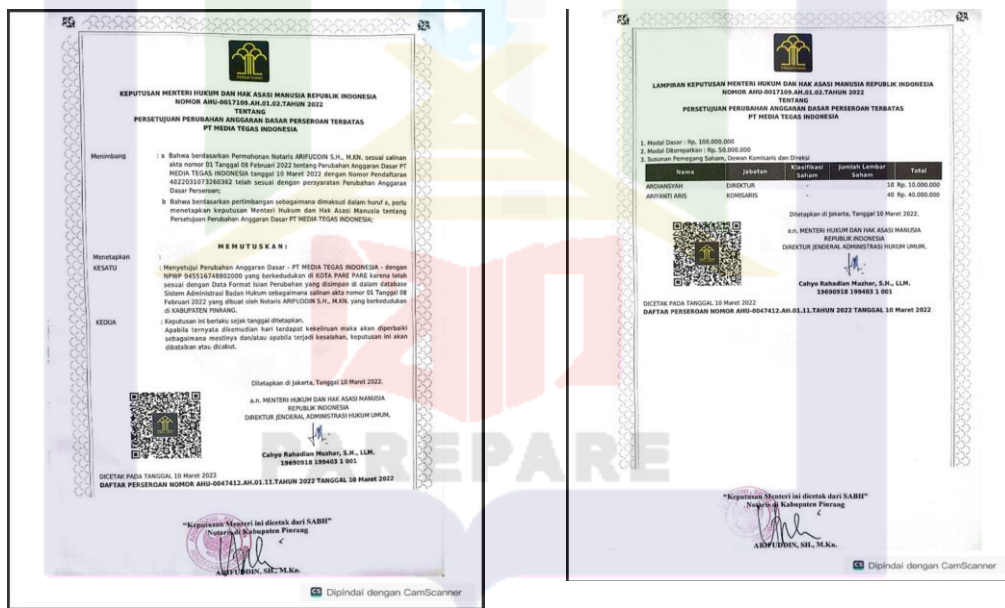 KEPUTUSAN MENTERI HUKUM DAN HAK ASASI MANUSIA REPUBLIK INDONESIA
NOMOR AHU-0017109.AH.01.02.TAHUN 2022
TENTANG
PERSETUJUAN PERUBAHAN ANGGARAN DASAR PERSEROAN TERBATAS
PT MEDIA TEGAS INDONESIA
Menimbang : a Bahwa berdasarkan Permohonan Notaris ARIFUDDIN S.H., M.KN. sesuai salinan
akta nomor 01 Tanggal 08 Februari 2022 tentang Perubahan Anggaran Dasar PT
MEDIA TEGAS INDONESIA tanggal 10 Maret 2022 dengan Nomor Pendaftaran
4022031073260362 telah sesuai dengan persyaratan Perubahan Anggaran
Dasar Perseroan;
b Bahwa berdasarkan pertimbangan sebagaimana dimaksud dalam huruf a, perlu
menetapkan keputusan Menteri Hukum dan Hak Asasi Manusia tentang
Persetujuan Perubahan Anggaran Dasar PT MEDIA TEGAS INDONESIA;
MEMUTUSKAN:
Menetapkan :
KESATU : Menyetujui Perubahan Anggaran Dasar - PT MEDIA TEGAS INDONESIA - dengan
NPWP 945516748802000 yang berkedudukan di KOTA PARE PARE karena telah
sesuai dengan Data Format Isian Perubahan yang disimpan di dalam database
Sistem Administrasi Badan Hukum sebagaimana salinan akta nomor 01 Tanggal 08
Februari 2022 yang dibuat oleh Notaris ARIFUDDIN S.H., M.KN. yang berkedudukan
di KABUPATEN PINRANG.
KEDUA : Keputusan ini berlaku sejak tanggal ditetapkan.
Apabila ternyata dikemudian hari terdapat kekeliruan maka akan diperbaiki
sebagaimana mestinya dan/atau apabila terjadi kesalahan, keputusan ini akan
dibatalkan atau dicabut.
Ditetapkan di Jakarta, Tanggal 10 Maret 2022.
a.n. MENTERI HUKUM DAN HAK ASASI MANUSIA
REPUBLIK INDONESIA
DIREKTUR JENDERAL ADMINISTRASI HUKUM UMUM,
Cahyo Rahadian Muzhar, S.H., LLM.
19690918 199403 1 001
DICETAK PADA TANGGAL 10 Maret 2022
DAFTAR PERSEROAN NOMOR AHU-0047412.AH.01.11.TAHUN 2022 TANGGAL 10 Maret 2022
"Keputusan Menteri ini dicetak dari SABH"
Notaris di Kabupaten Pinrang
ARIFUDDIN, SH., M.Kn.
CS Dipindai dengan CamScanner
LAMPIRAN KEPUTUSAN MENTERI HUKUM DAN HAK ASASI MANUSIA REPUBLIK INDONESIA
NOMOR AHU-0017109.AH.01.02.TAHUN 2022
TENTANG
PERSETUJUAN PERUBAHAN ANGGARAN DASAR PERSEROAN TERBATAS
PT MEDIA TEGAS INDONESIA
1. Modal Dasar : Rp. 100.000.000
2. Modal Ditempatkan : Rp. 50.000.000
3. Susunan Pemegang Saham, Dewan Komisaris dan Direksi
Nama Jabatan Klasifikasi Saham Jumlah Lembar Saham Total
ARDIANSYAH DIREKTUR - 10 Rp. 10.000.000
ARIYANTI ARIS KOMISARIS - 40 Rp. 40.000.000
Ditetapkan di Jakarta, Tanggal 10 Maret 2022.
a.n. MENTERI HUKUM DAN HAK ASASI MANUSIA
REPUBLIK INDONESIA
DIREKTUR JENDERAL ADMINISTRASI HUKUM UMUM,
Cahyo Rahadian Muzhar, S.H., LLM.
19690918 199403 1 001
DICETAK PADA TANGGAL 10 Maret 2022
DAFTAR PERSEROAN NOMOR AHU-0047412.AH.01.11.TAHUN 2022 TANGGAL 10 Maret 2022
"Keputusan Menteri ini dicetak dari SABH"
Notaris di Kabupaten Pinrang
ARIFUDDIN, SH., M.Kn.
CS Dipindai dengan CamScanner
PAREPARE